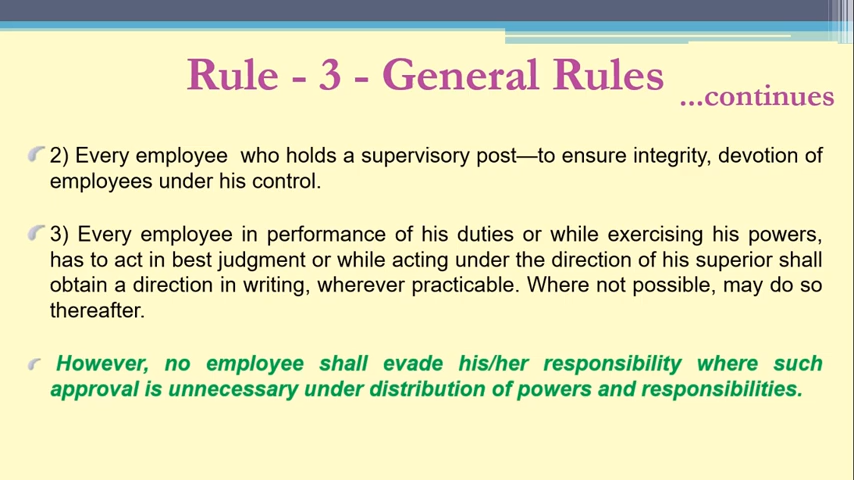 Rule - 3 - General Rules
...continues
2) Every employee who holds a supervisory post—to ensure integrity, devotion of
employees under his control.
3) Every employee in performance of his duties or while exercising his powers,
has to act in best judgment or while acting under the direction of his superior shall
obtain a direction in writing, wherever practicable. Where not possible, may do so
thereafter.
However, no employee shall evade his/her responsibility where such
approval is unnecessary under distribution of powers and responsibilities.